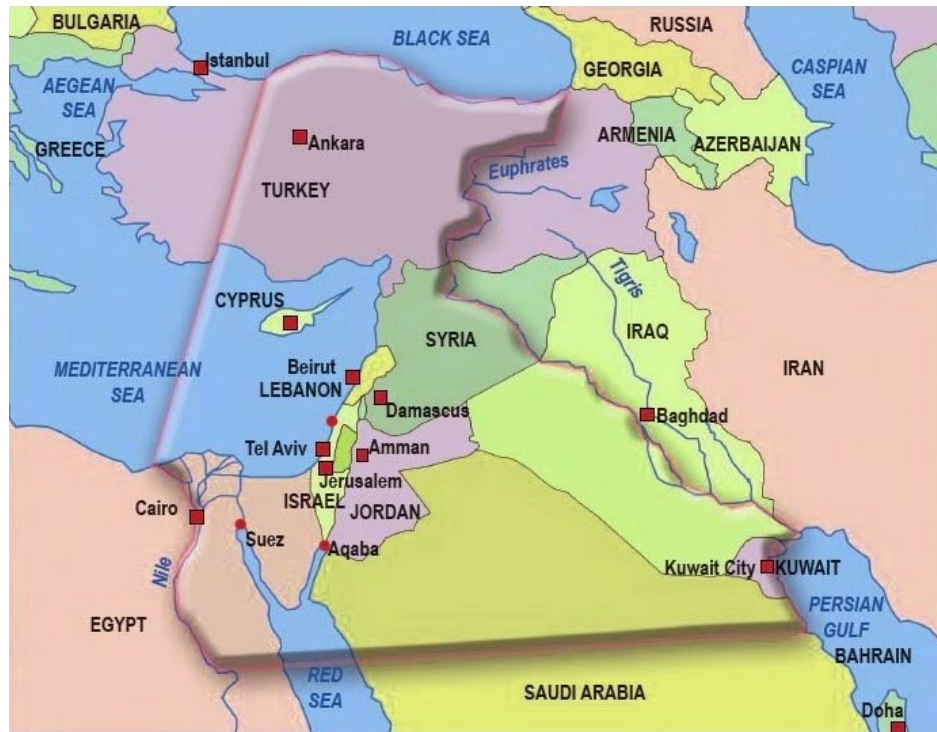 BULGARIA
BLACK SEA
RUSSIA
Istanbul
GEORGIA
CASPIAN
SEA
AEGEAN
SEA
GREECE
Ankara
ARMENIA
AZERBAIJAN
Euphrates
TURKEY
Tigris
CYPRUS
SYRIA
IRAQ
IRAN
MEDITERRANEAN
SEA
Beirut
LEBANON
Damascus
Baghdad
Tel Aviv
Amman
Jerusalem
ISRAEL
JORDAN
Cairo
Suez
Aqaba
Nile
Kuwait City
KUWAIT
EGYPT
PERSIAN
GULF
BAHRAIN
RED
SEA
SAUDI ARABIA
Doha